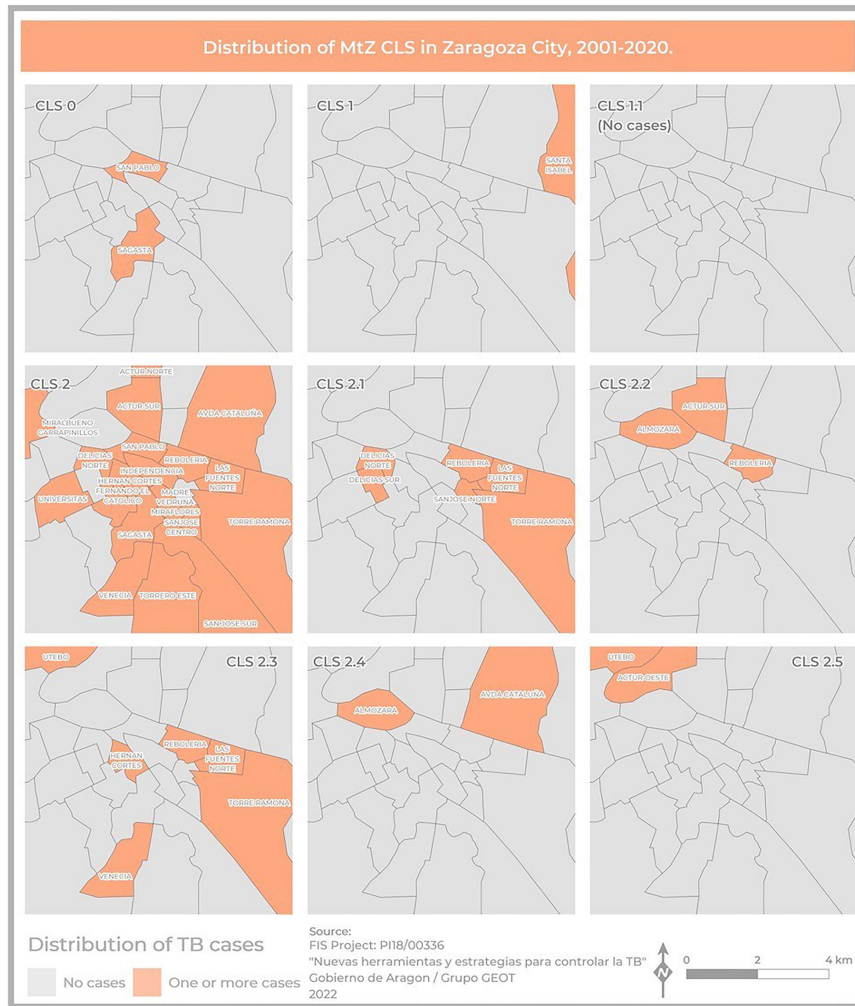 Distribution of MtZ CLS in Zaragoza City, 2001-2020.
CLS 0
SAN PABLO
SAGASTA
CLS 1
SANTA
ISABEL
CLS 1.1
(No cases)
CLS 2
ACTUR NORTE
ACTUR SUR
AVDA CATALUÑA
MIRALBUENO
GARRAPINILLOS
SAN PABLO
DELICIAS
NORTE
REBOLERIA
INDEPENDENCIA
LAS
FUENTES
NORTE
HERNAN CORTES
FERNANDO EL
CATOLICO
UNIVERSITAS
MADRE
VEDRUNA
MIRAFLORES
SANJOSE
CENTRO
TORRE RAMONA
SAGASTA
VENECIA
TORRERO ESTE
SAN JOSE SUR
CLS 2.1
DELICIAS
NORTE
DELICIAS SUR
REBOLERIA
LAS
FUENTES
NORTE
SANJOSE NORTE
TORRE RAMONA
CLS 2.2
ACTUR SUR
ALMOZARA
REBOLERIA
CLS 2.3
UTEBO
HERNAN
CORTES
REBOLERIA
LAS
FUENTES
NORTE
TORRE RAMONA
VENECIA
CLS 2.4
ALMOZARA
AVDA CATALUÑA
CLS 2.5
UTEBO
ACTUR OESTE
Distribution of TB cases
No cases
One or more cases
Source:
FIS Project: PI18/00336
"Nuevas herramientas y estrategias para controlar la TB"
Gobierno de Aragon / Grupo GEOT
2022
N
0 2 4 km